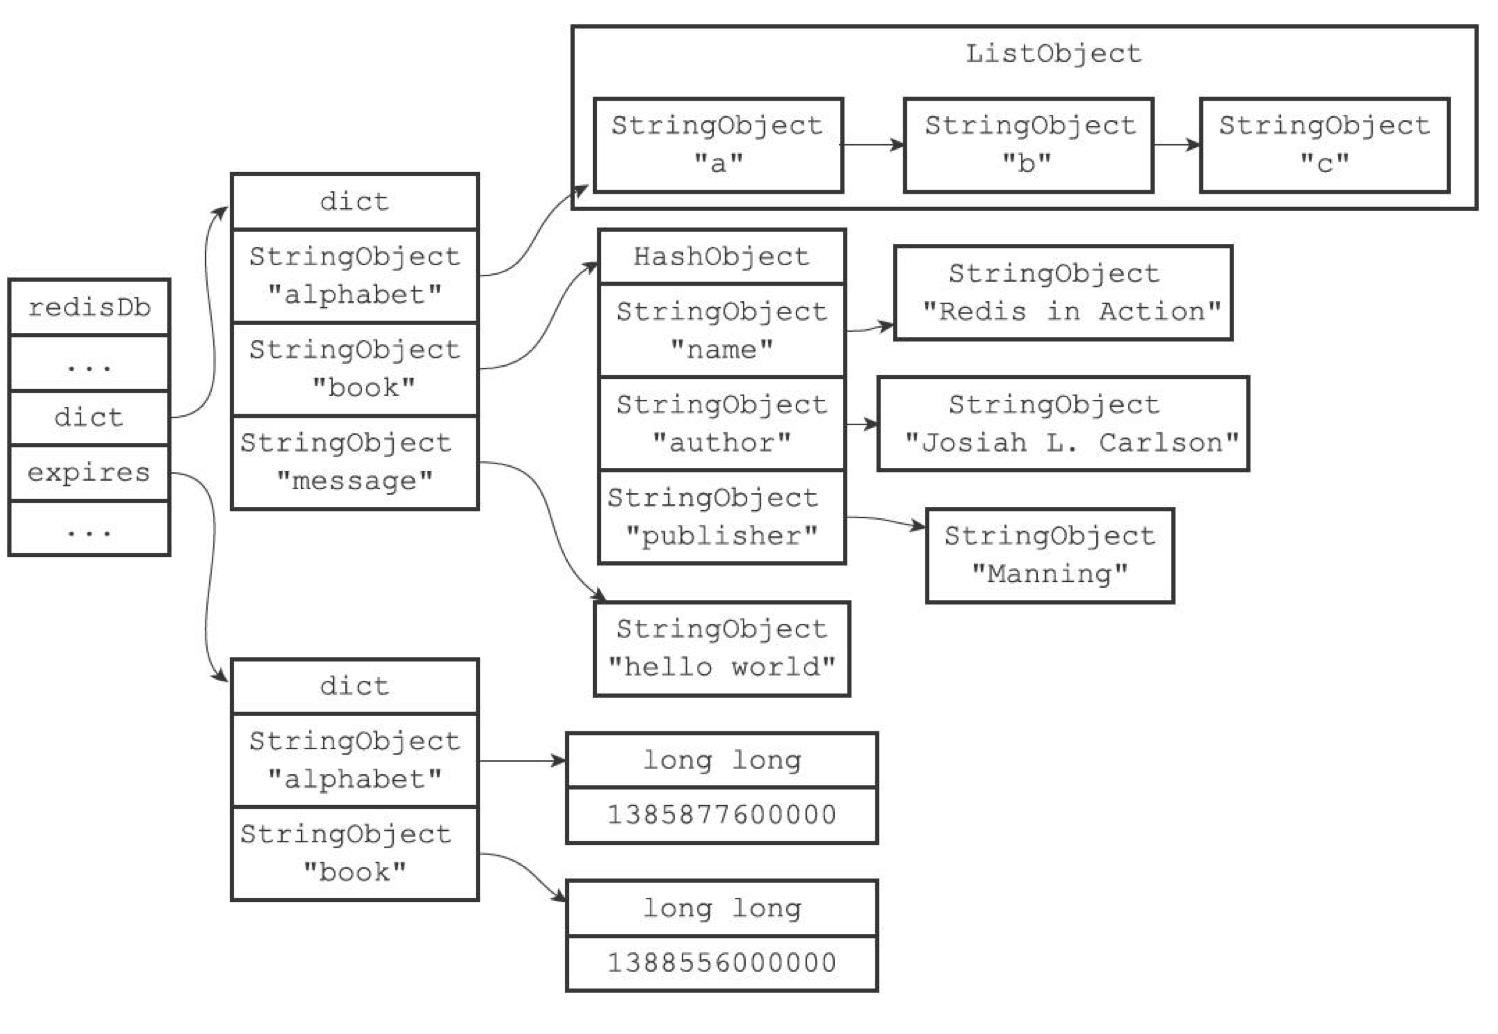 redisDb
...
dict
expires
...
dict
StringObject
"alphabet"
StringObject
"book"
StringObject
"message"
ListObject
StringObject
"a"
StringObject
"b"
StringObject
"c"
HashObject
StringObject
"name"
StringObject
"author"
StringObject
"publisher"
StringObject
"Redis in Action"
StringObject
"Josiah L. Carlson"
StringObject
"Manning"
StringObject
"hello world"
dict
StringObject
"alphabet"
StringObject
"book"
long long
1385877600000
long long
1388556000000